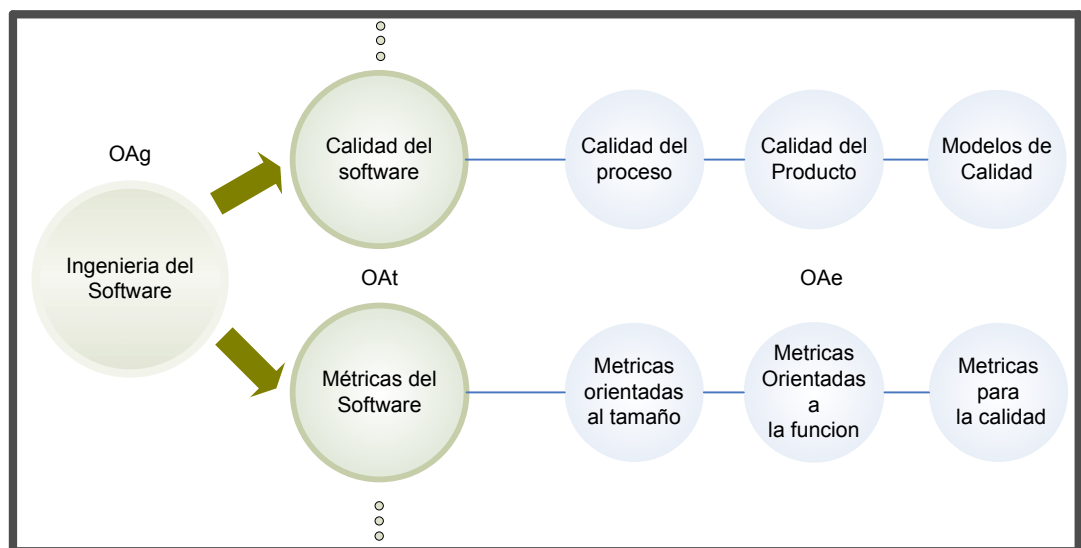 OAg
Ingenieria del
Software
Calidad del
software
Calidad del
proceso
Calidad del
Producto
Modelos de
Calidad
OAt
OAe
Métricas del
Software
Metricas
orientadas
al tamaño
Metricas
Orientadas
a
la funcion
Metricas
para
la calidad